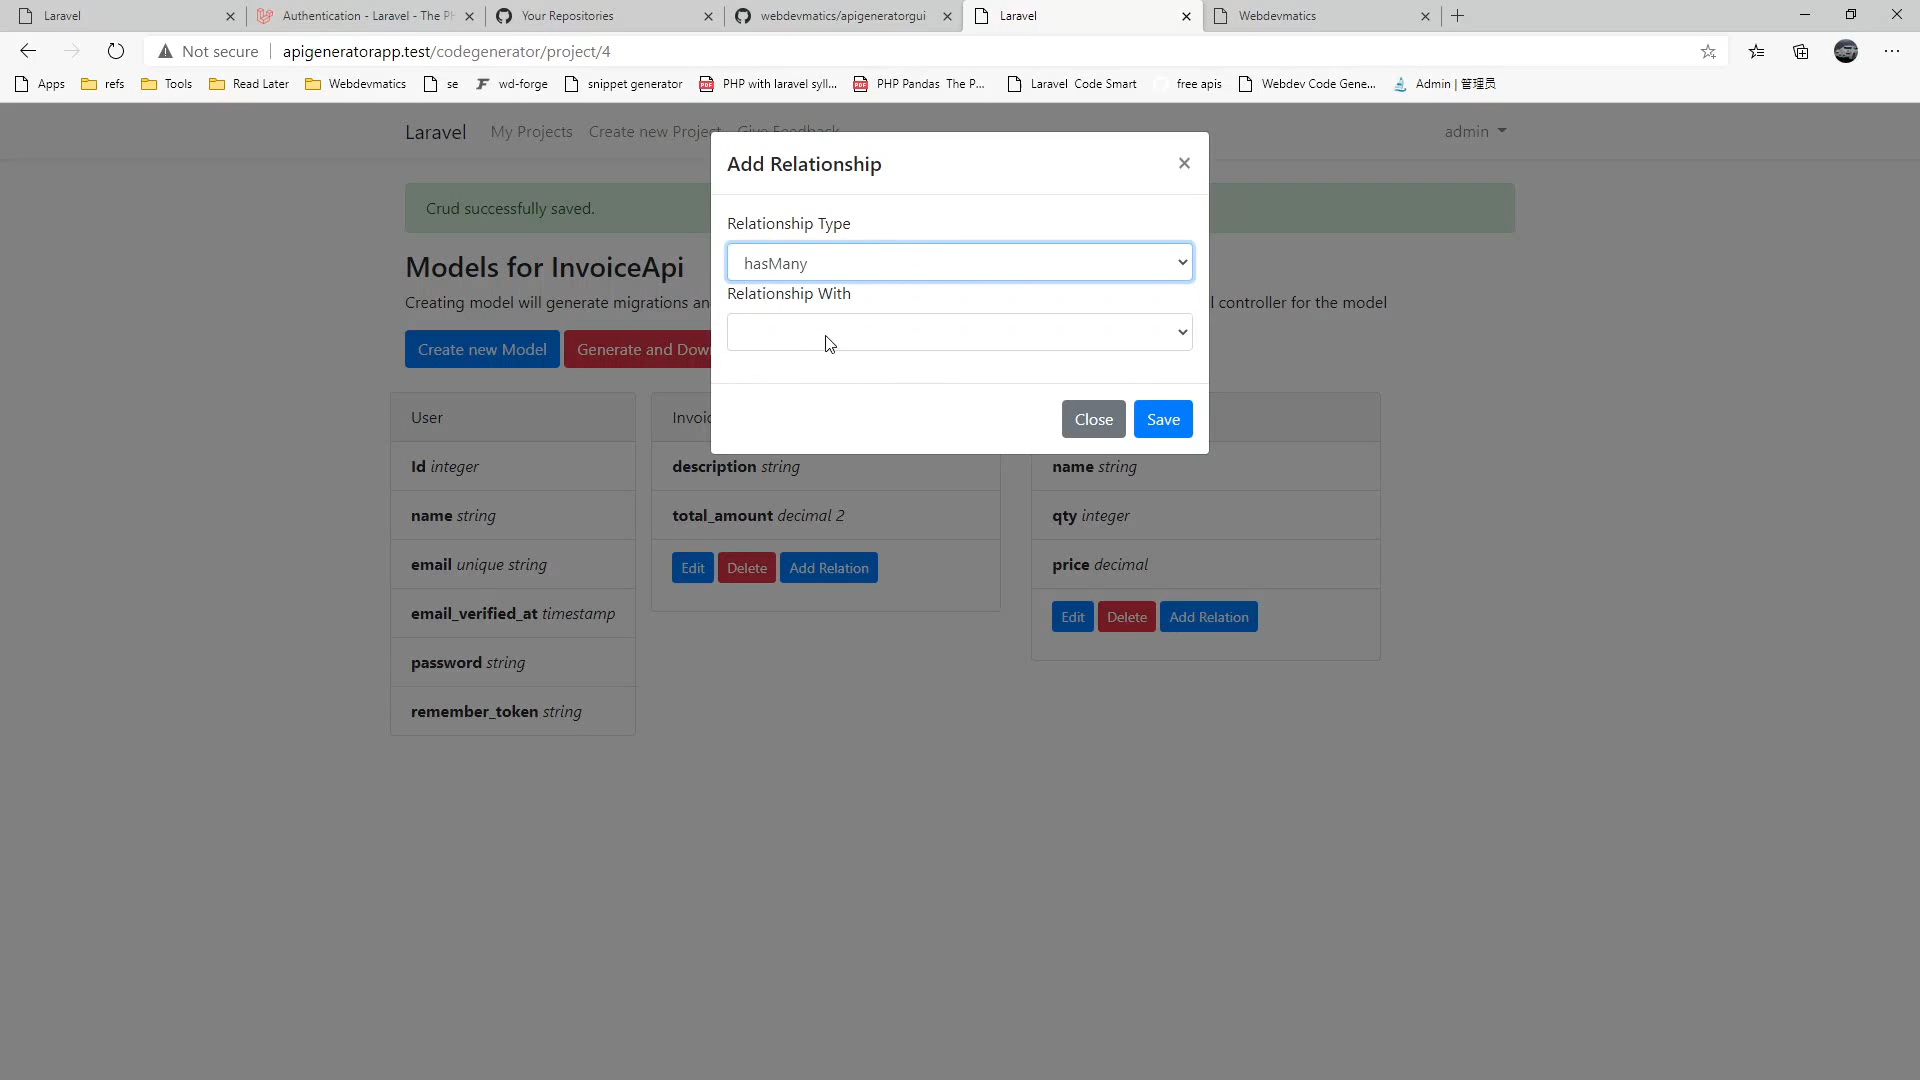 Laravel
Authentication - Laravel - The PH
Your Repositories
webdevmatics/apigeneratorgui
Laravel
Webdevmatics
Not secure
apigeneratorapp.test/codegenerator/project/4
Apps
refs
Tools
Read Later
Webdevmatics
se
wd-forge
snippet generator
PHP with laravel syll...
PHP Pandas The P...
Laravel Code Smart
free apis
Webdev Code Gene...
Admin | 管理员
Laravel
My Projects
Create new Project
Give Feedback
admin
Add Relationship
Crud successfully saved.
Relationship Type
hasMany
Models for InvoiceApi
Relationship With
Creating model will generate migrations an
l controller for the model
Create new Model
Generate and Dow
Close
Save
User
Invoic
Id integer
description string
name string
name string
total_amount decimal 2
qty integer
email unique string
Edit
Delete
Add Relation
price decimal
email_verified_at timestamp
Edit
Delete
Add Relation
password string
remember_token string